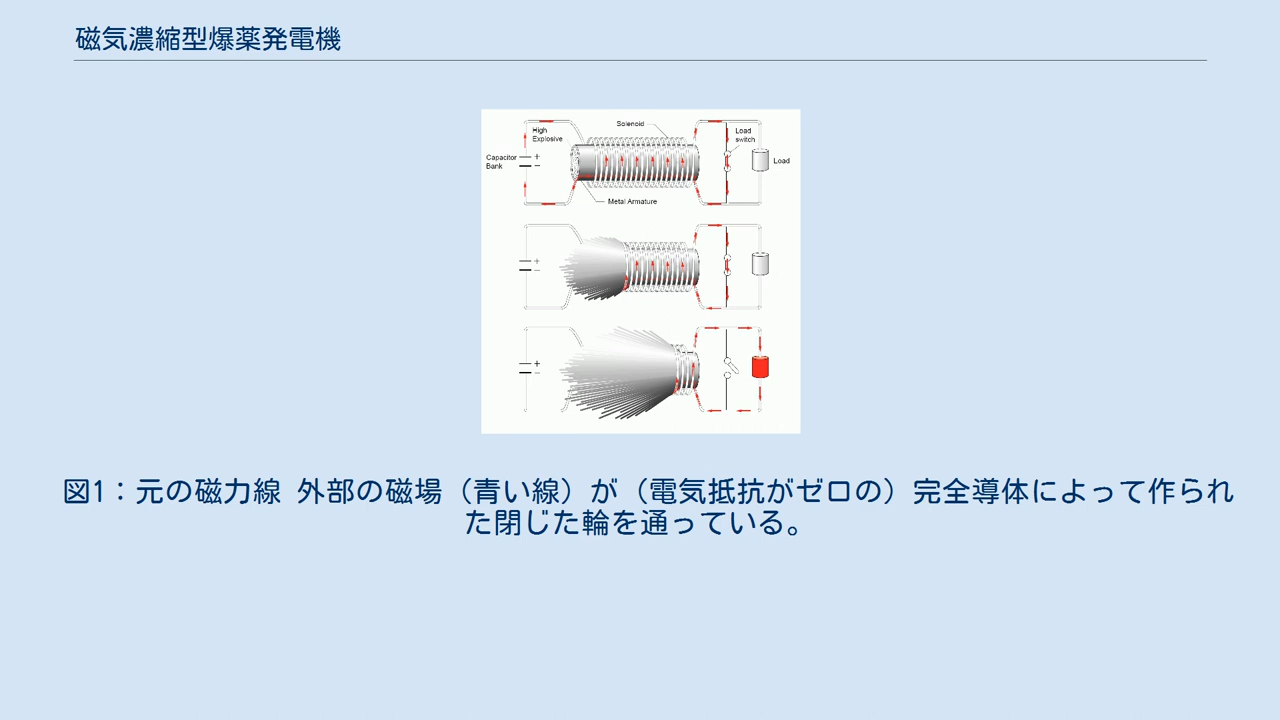 磁気濃縮型爆薬発電機
High
Explosive
Solenoid
Load
switch
Capacitor
Bank
+
−
Load
Metal Armature
+
−
+
−
図1：元の磁力線 外部の磁場（青い線）が（電気抵抗がゼロの）完全導体によって作られ
た閉じた輪を通っている。